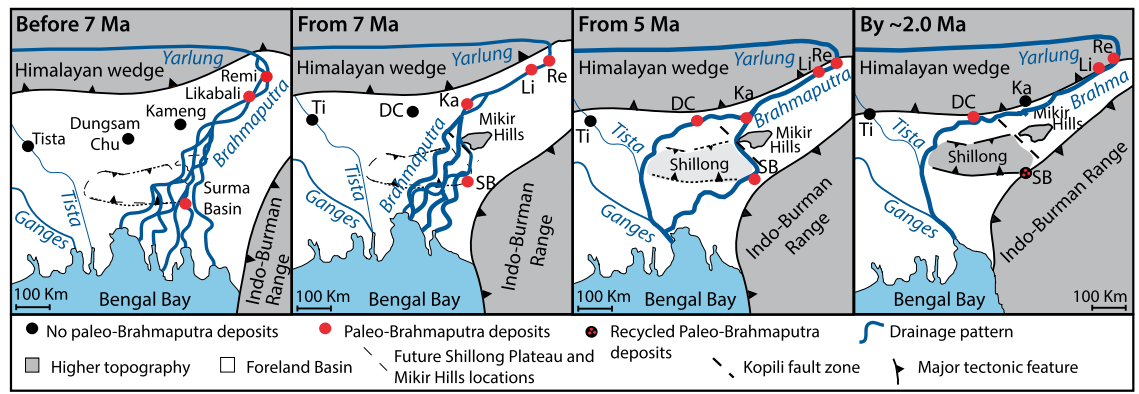 Before 7 Ma
Yarlung
Himalayan wedge
Remi
Likabali
Kameng
Dungsam
Chu
Tista
Brahmaputra
Surma
Basin
Tista
Ganges
Indo-Burman
Range
100 Km
Bengal Bay
From 7 Ma
Yarlung
Himalayan wedge
Re
Li
Ti
DC
Ka
Mikir
Hills
Brahmaputra
SB
Tista
Ganges
Indo-Burman
Range
100 Km
Bengal Bay
From 5 Ma
Yarlung
Re
Li
Himalayan wedge
DC
Ka
Brahmaputra
Ti
Tista
Mikir
Hills
Shillong
SB
Ganges
Indo-Burman
Range
100 Km
Bengal Bay
By ~2.0 Ma
Re
Yarlung
Li
Himalayan wedge
Ka
Brahma
DC
Ti
Mikir
Hills
Tista
Shillong
SB
Ganges
Indo-Burman Range
Bengal Bay
100 Km
No paleo-Brahmaputra deposits
Paleo-Brahmaputra deposits
Recycled Paleo-Brahmaputra
deposits
Drainage pattern
Higher topography
Foreland Basin
Future Shillong Plateau and
Mikir Hills locations
Kopili fault zone
Major tectonic feature